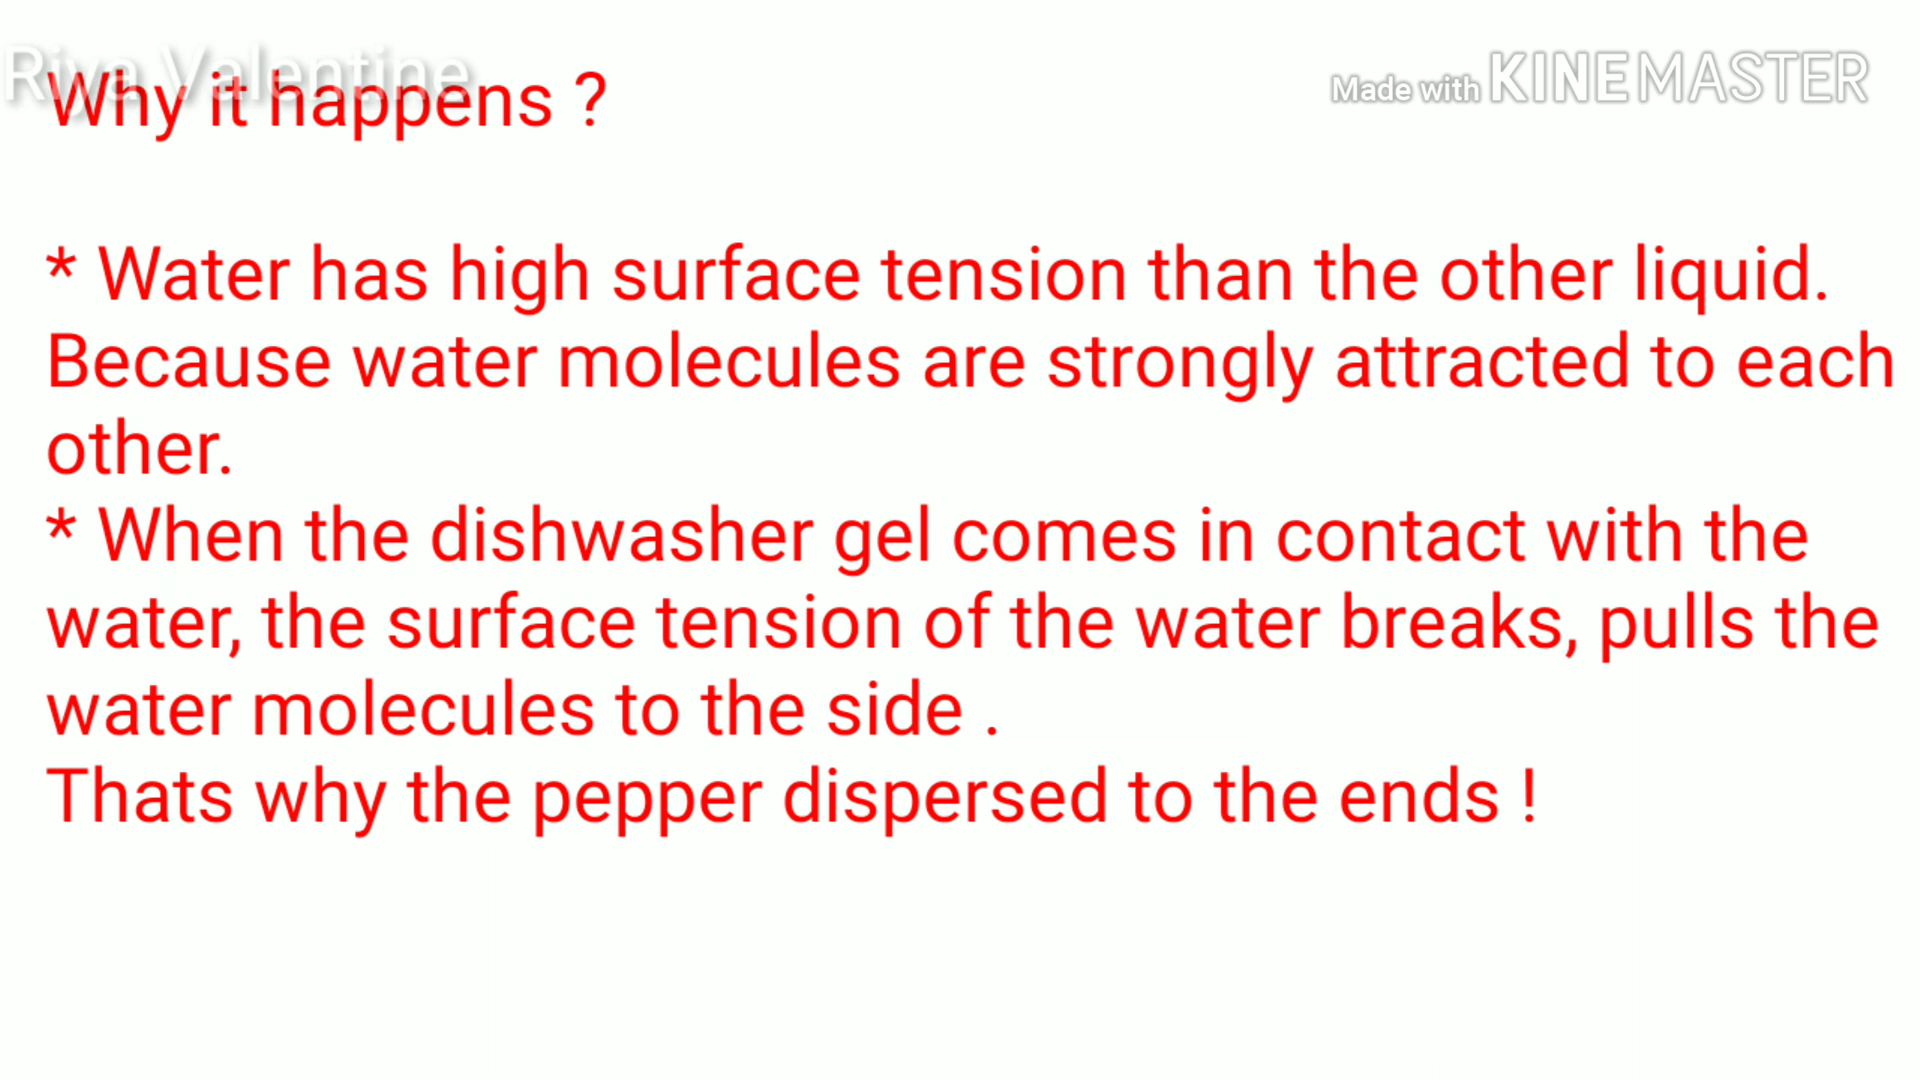 Riya Valentine
Made with KINEMASTER
Why it happens ?
* Water has high surface tension than the other liquid.
Because water molecules are strongly attracted to each
other.
* When the dishwasher gel comes in contact with the
water, the surface tension of the water breaks, pulls the
water molecules to the side .
Thats why the pepper dispersed to the ends !